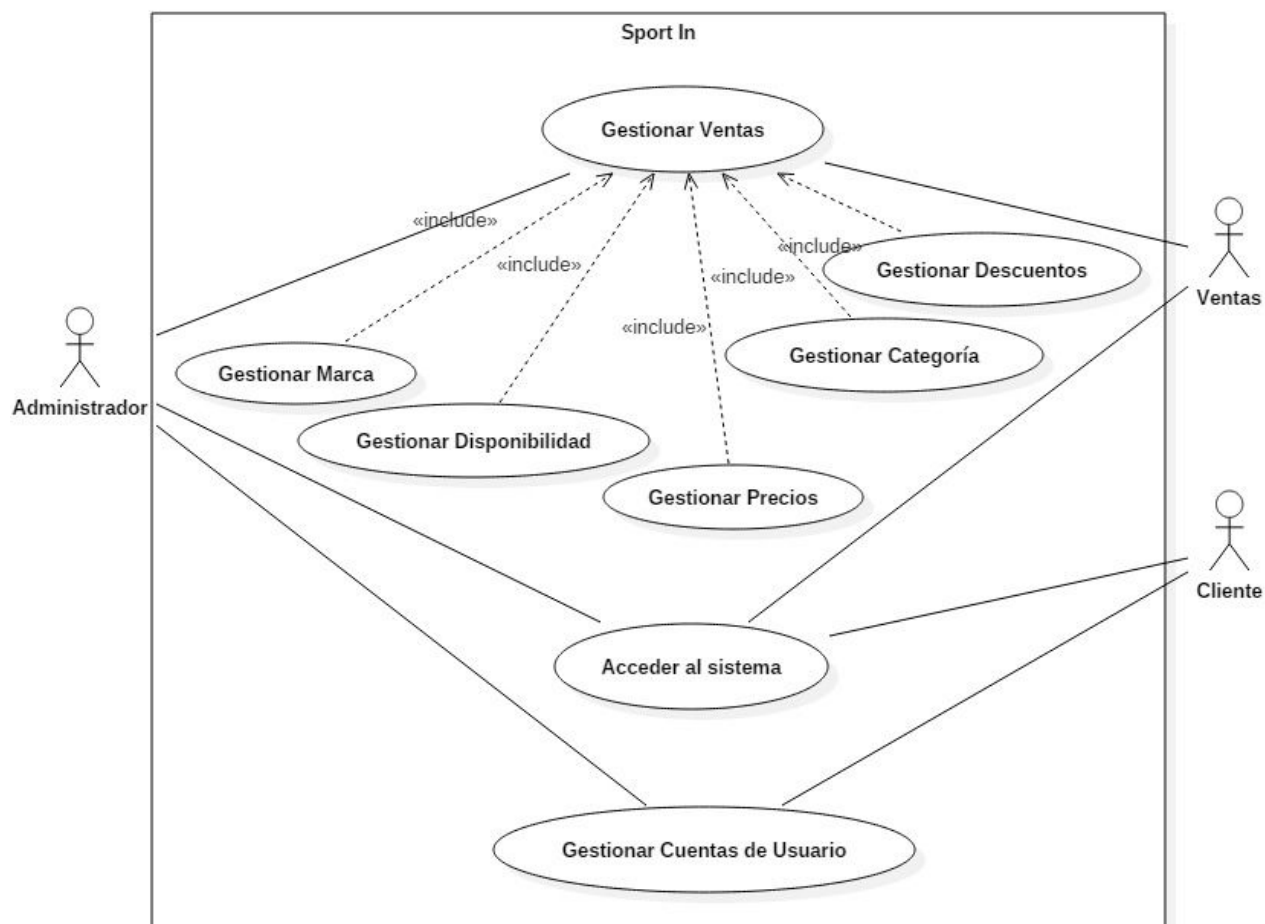 Sport In
Gestionar Ventas
«include»
«include»
«include»
«include»
«include»
Gestionar Descuentos
Ventas
Gestionar Categoría
Gestionar Marca
Administrador
Gestionar Disponibilidad
Gestionar Precios
Cliente
Acceder al sistema
Gestionar Cuentas de Usuario